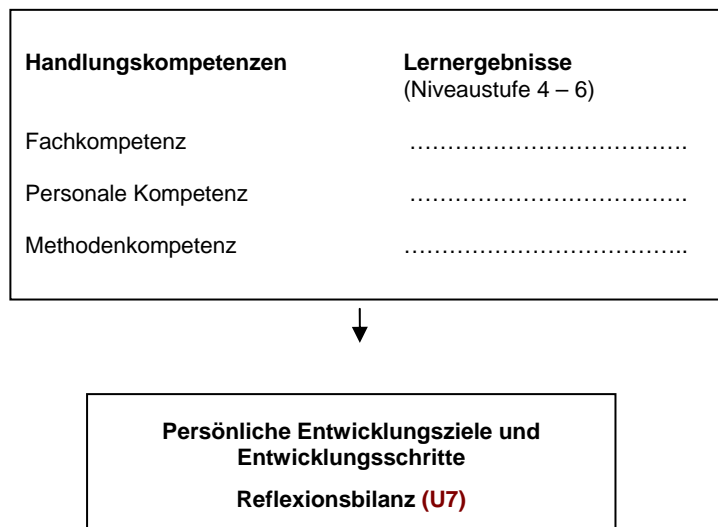 Handlungskompetenzen Lernergebnisse
(Niveaustufe 4 – 6)
Fachkompetenz ……………………………….
Personale Kompetenz ……………………………….
Methodenkompetenz ………………………………..
Persönliche Entwicklungsziele und
Entwicklungsschritte
Reflexionsbilanz (U7)